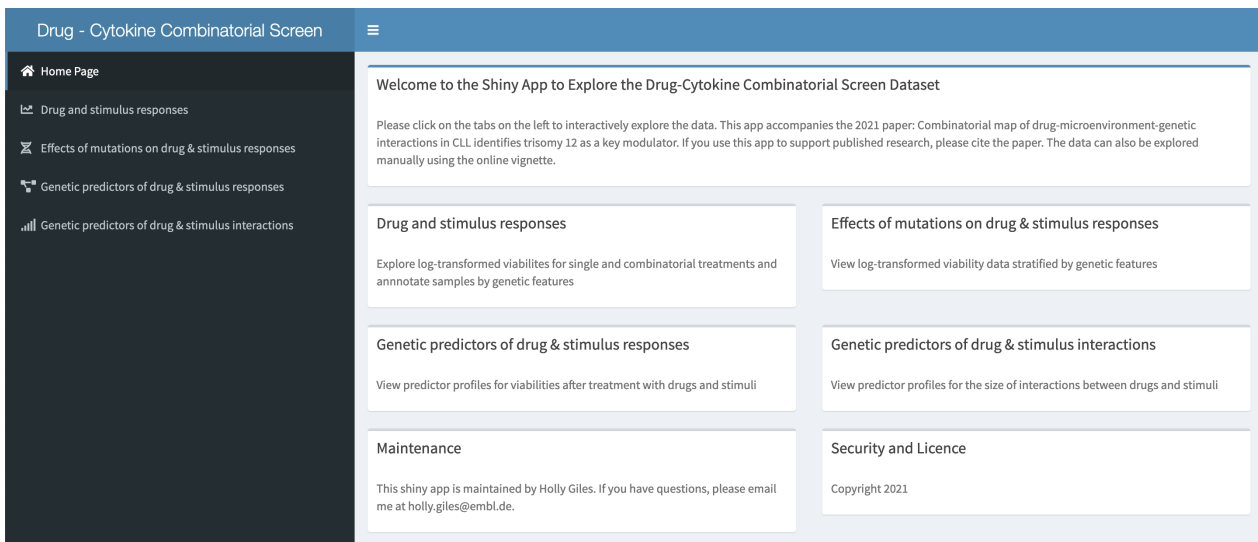 Drug - Cytokine Combinatorial Screen
Home Page
Drug and stimulus responses
Effects of mutations on drug & stimulus responses
Genetic predictors of drug & stimulus responses
Genetic predictors of drug & stimulus interactions
Welcome to the Shiny App to Explore the Drug-Cytokine Combinatorial Screen Dataset
Please click on the tabs on the left to interactively explore the data. This app accompanies the 2021 paper: Combinatorial map of drug-microenvironment-genetic
interactions in CLL identifies trisomy 12 as a key modulator. If you use this app to support published research, please cite the paper. The data can also be explored
manually using the online vignette.
Drug and stimulus responses
Explore log-transformed viabilites for single and combinatorial treatments and
annnotate samples by genetic features
Effects of mutations on drug & stimulus responses
View log-transformed viability data stratified by genetic features
Genetic predictors of drug & stimulus responses
View predictor profiles for viabilities after treatment with drugs and stimuli
Genetic predictors of drug & stimulus interactions
View predictor profiles for the size of interactions between drugs and stimuli
Maintenance
This shiny app is maintained by Holly Giles. If you have questions, please email
me at holly.giles@embl.de.
Security and Licence
Copyright 2021